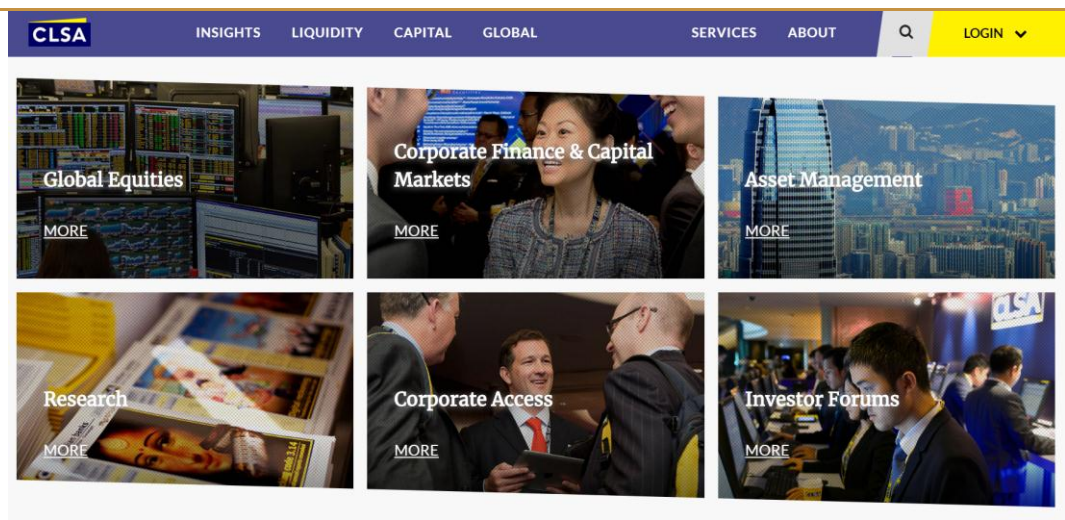 CLSA
INSIGHTS LIQUIDITY CAPITAL GLOBAL SERVICES ABOUT LOGIN
Global Equities
MORE
Corporate Finance & Capital
Markets
MORE
Asset Management
MORE
Research
MORE
Corporate Access
MORE
CLSA
Investor Forums
MORE